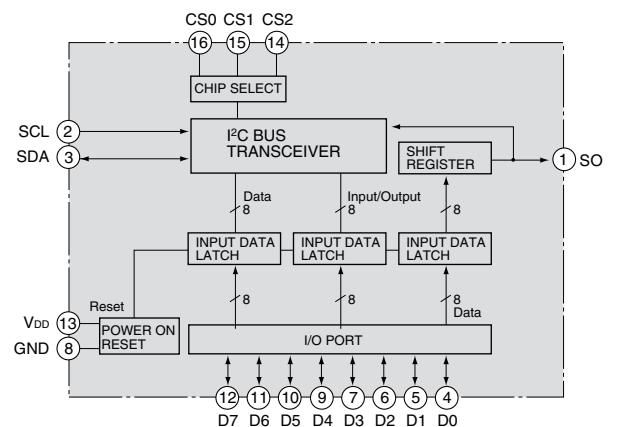 CS0 CS1 CS2
16 15 14
CHIP SELECT
SCL 2
SDA 3
I²C BUS
TRANSCEIVER
SHIFT
REGISTER
1 SO
Data
8
Input/Output
8
8
INPUT DATA
LATCH
INPUT DATA
LATCH
INPUT DATA
LATCH
Reset
8
8
8
Data
VDD 13
GND 8
POWER ON
RESET
I/O PORT
12 11 10 9 7 6 5 4
D7 D6 D5 D4 D3 D2 D1 D0